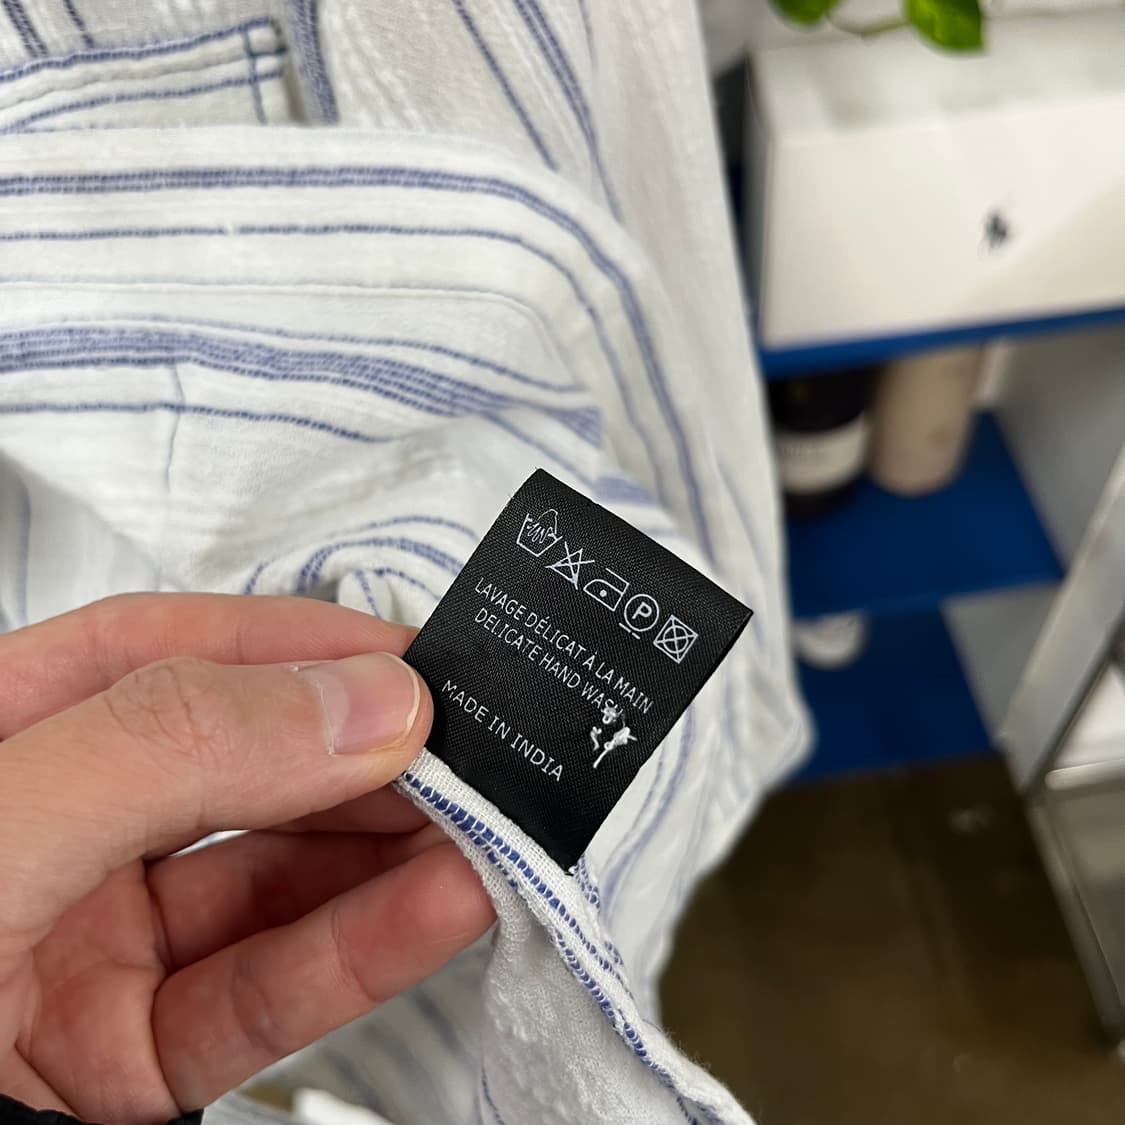 P
LAVAGE DÉLICAT À LA MAIN
DELICATE HAND WASH
MADE IN INDIA